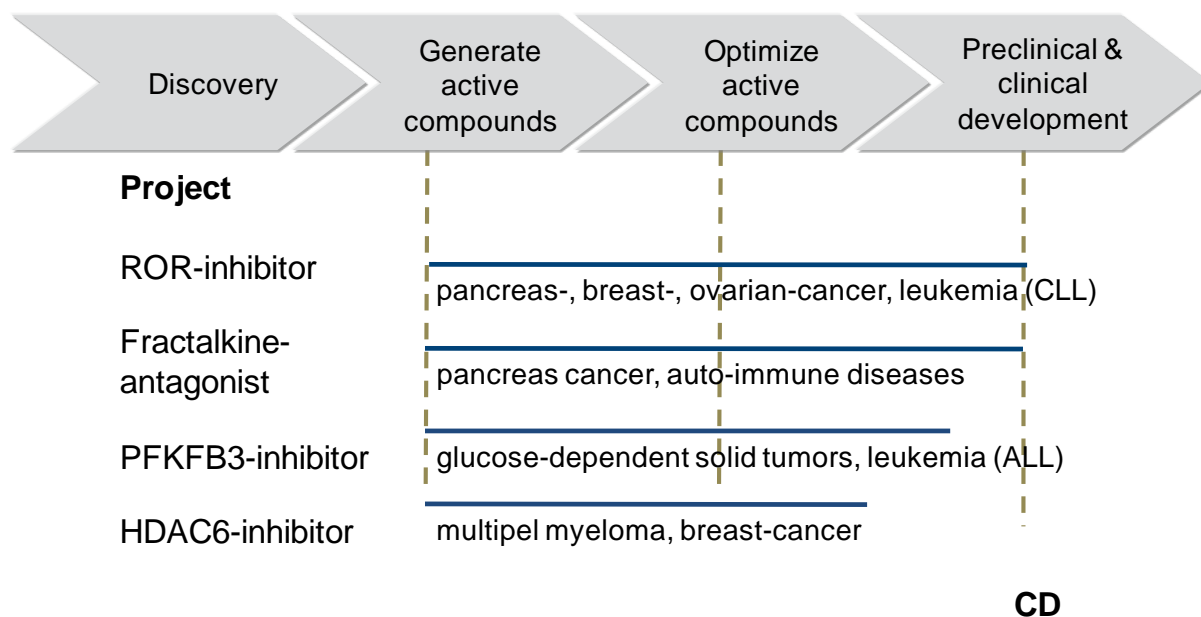 Discovery
Generate
active
compounds
Optimize
active
compounds
Preclinical &
clinical
development
Project
ROR-inhibitor
pancreas-, breast-, ovarian-cancer, leukemia (CLL)
Fractalkine-
antagonist
pancreas cancer, auto-immune diseases
PFKFB3-inhibitor
glucose-dependent solid tumors, leukemia (ALL)
HDAC6-inhibitor
multipel myeloma, breast-cancer
CD